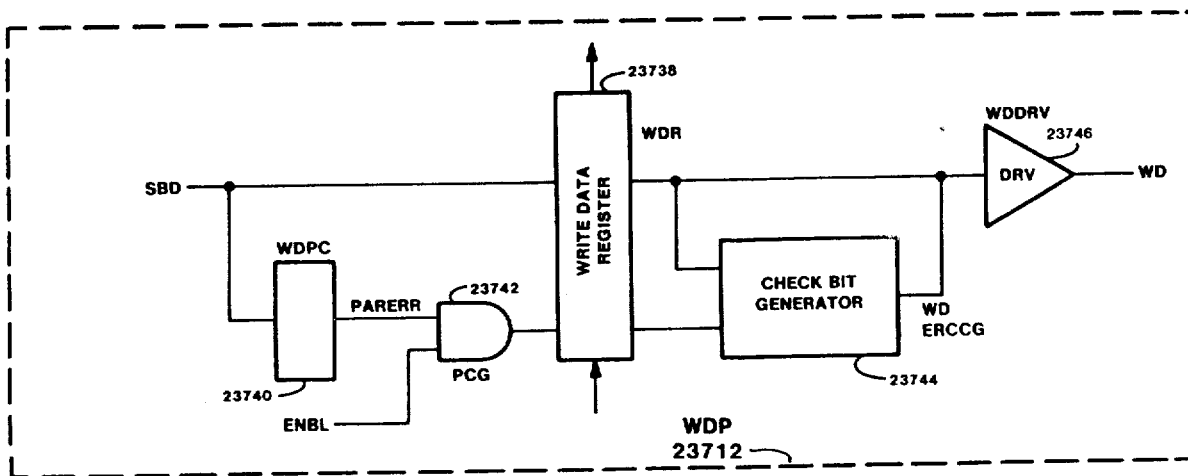 23738
WDR
WDDRV
23746
SBD
DRV
WD
WRITE DATA
REGISTER
WDPC
23742
PARERR
CHECK BIT
GENERATOR
WD
ERCCG
PCG
23740
23744
ENBL
WDP
23712